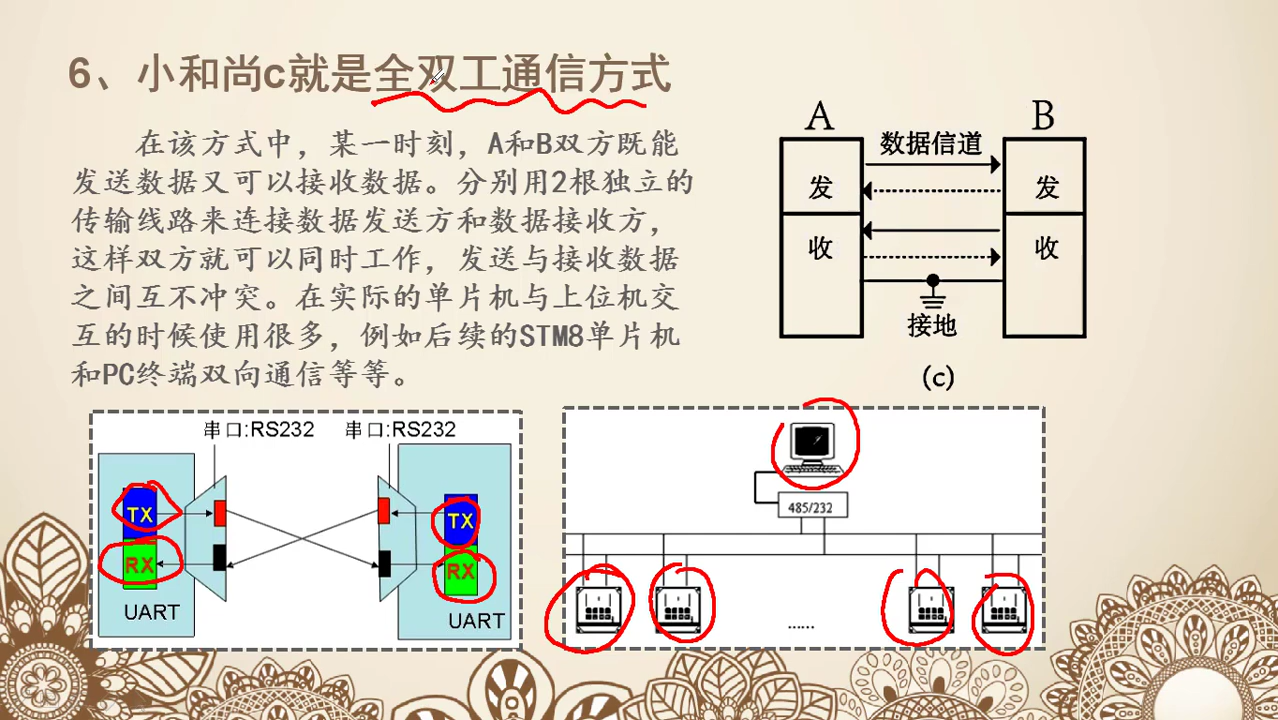 6、小和尚c就是全双工通信方式
在该方式中，某一时刻，A和B双方既能
发送数据又可以接收数据。分别用2根独立的
传输线路来连接数据发送方和数据接收方，
这样双方就可以同时工作，发送与接收数据
之间互不冲突。在实际的单片机与上位机交
互的时候使用很多，例如后续的STM8单片机
和PC终端双向通信等等。
A
B
数据信道
发
发
收
收
接地
(c)
串口:RS232
串口:RS232
TX
RX
UART
TX
RX
UART
485/232
……